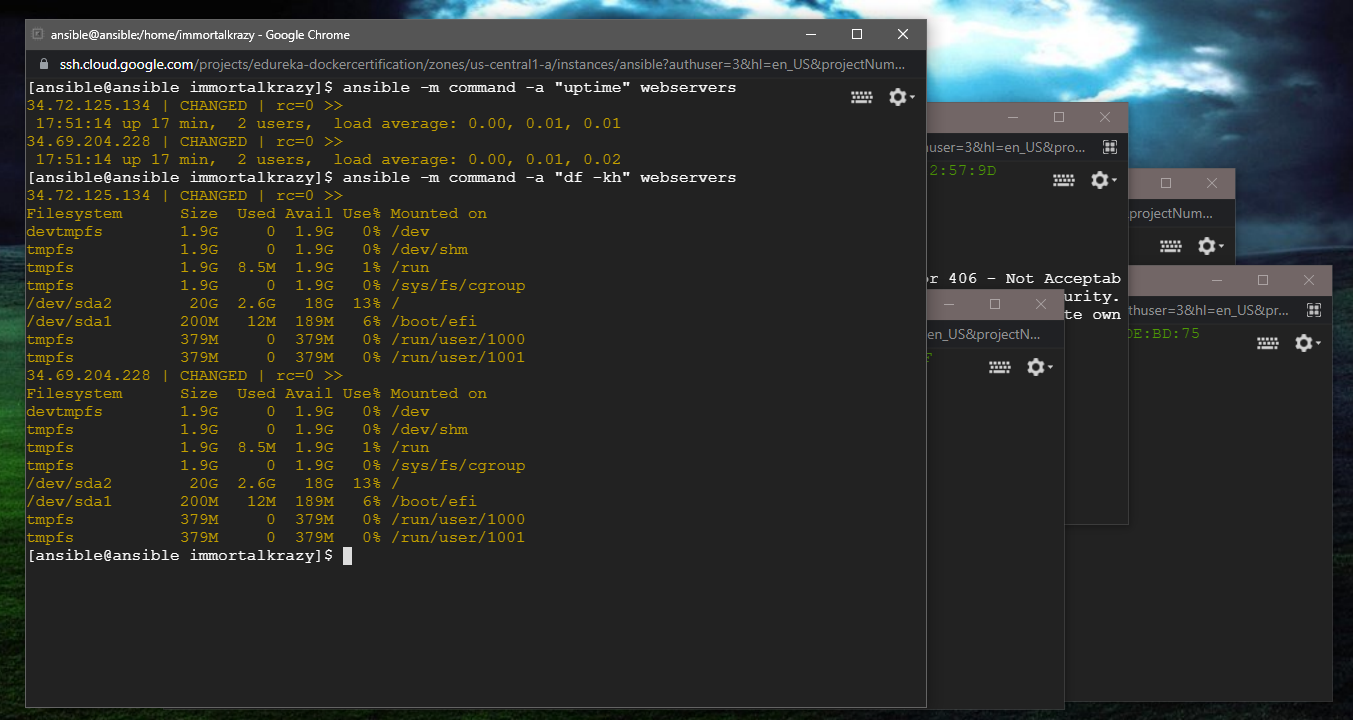 ansible@ansible:/home/immortalkrazy - Google Chrome
ssh.cloud.google.com/projects/edureka-dockercertification/zones/us-central1-a/instances/ansible?authuser=3&hl=en_US&projectNum...
[ansible@ansible immortalkrazy]$ ansible -m command -a "uptime" webservers
34.72.125.134 | CHANGED | rc=0 >>
 17:51:14 up 17 min,  2 users,  load average: 0.00, 0.01, 0.01
34.69.204.228 | CHANGED | rc=0 >>
 17:51:14 up 17 min,  2 users,  load average: 0.00, 0.01, 0.02
[ansible@ansible immortalkrazy]$ ansible -m command -a "df -kh" webservers
34.72.125.134 | CHANGED | rc=0 >>
Filesystem      Size  Used Avail Use% Mounted on
devtmpfs        1.9G     0  1.9G   0% /dev
tmpfs           1.9G     0  1.9G   0% /dev/shm
tmpfs           1.9G  8.5M  1.9G   1% /run
tmpfs           1.9G     0  1.9G   0% /sys/fs/cgroup
/dev/sda2        20G  2.6G   18G  13% /
/dev/sda1       200M   12M  189M   6% /boot/efi
tmpfs           379M     0  379M   0% /run/user/1000
tmpfs           379M     0  379M   0% /run/user/1001
34.69.204.228 | CHANGED | rc=0 >>
Filesystem      Size  Used Avail Use% Mounted on
devtmpfs        1.9G     0  1.9G   0% /dev
tmpfs           1.9G     0  1.9G   0% /dev/shm
tmpfs           1.9G  8.5M  1.9G   1% /run
tmpfs           1.9G     0  1.9G   0% /sys/fs/cgroup
/dev/sda2        20G  2.6G   18G  13% /
/dev/sda1       200M   12M  189M   6% /boot/efi
tmpfs           379M     0  379M   0% /run/user/1000
tmpfs           379M     0  379M   0% /run/user/1001
[ansible@ansible immortalkrazy]$
user=3&hl=en_US&pro...
2:57:9D
or 406 - Not Acceptab
urity.
te own
projectNum...
en_US&projectN...
F
thuser=3&hl=en_US&pr...
DE:BD:75